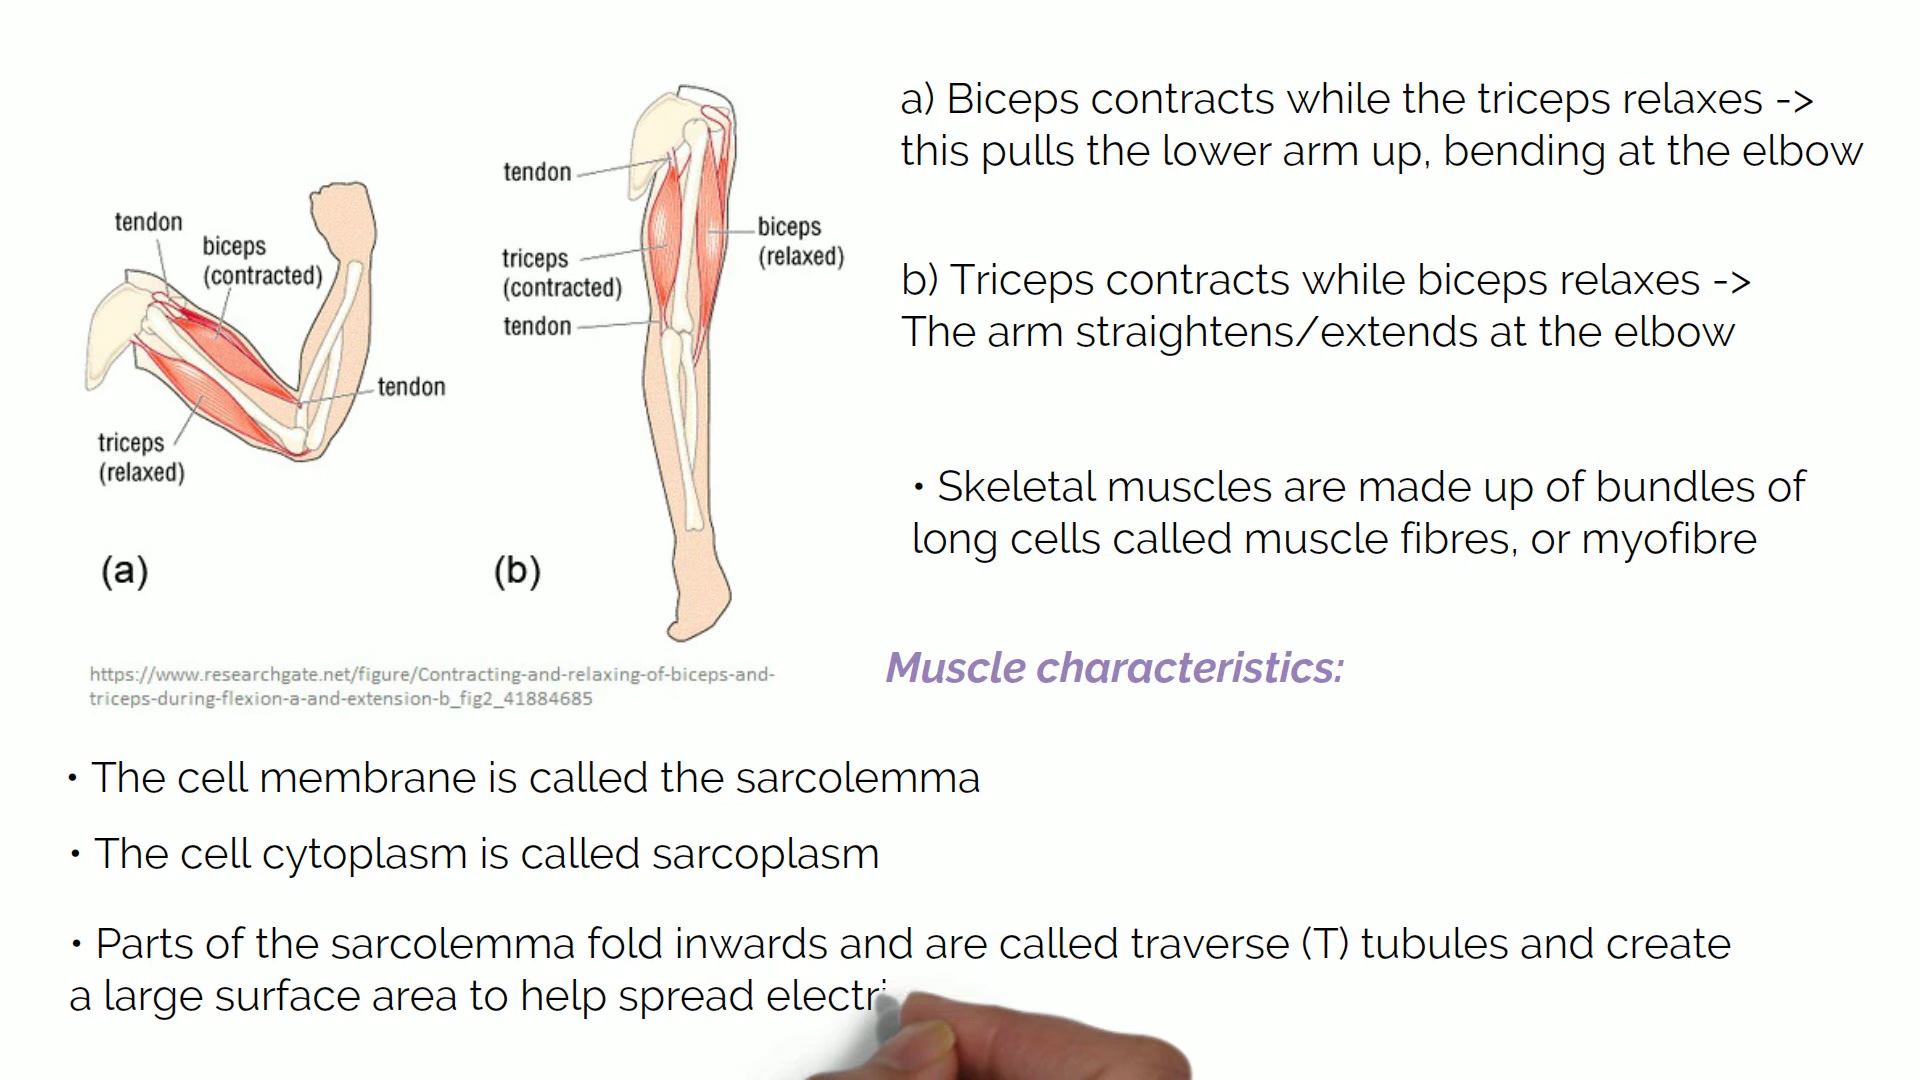 tendon
biceps
(contracted)
tendon
triceps
(relaxed)
(a)
tendon
triceps
(contracted)
tendon
biceps
(relaxed)
(b)
https://www.researchgate.net/figure/Contracting-and-relaxing-of-biceps-and-
triceps-during-flexion-a-and-extension-b_fig2_41884685
a) Biceps contracts while the triceps relaxes ->
this pulls the lower arm up, bending at the elbow
b) Triceps contracts while biceps relaxes ->
The arm straightens/extends at the elbow
• Skeletal muscles are made up of bundles of
long cells called muscle fibres, or myofibre
Muscle characteristics:
• The cell membrane is called the sarcolemma
• The cell cytoplasm is called sarcoplasm
• Parts of the sarcolemma fold inwards and are called traverse (T) tubules and create
a large surface area to help spread electri